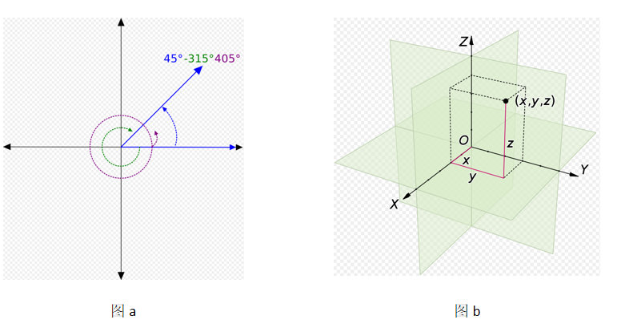 45°-315°405°
Z
(x,y,z)
O
z
x
y
Y
X
图 a
图 b